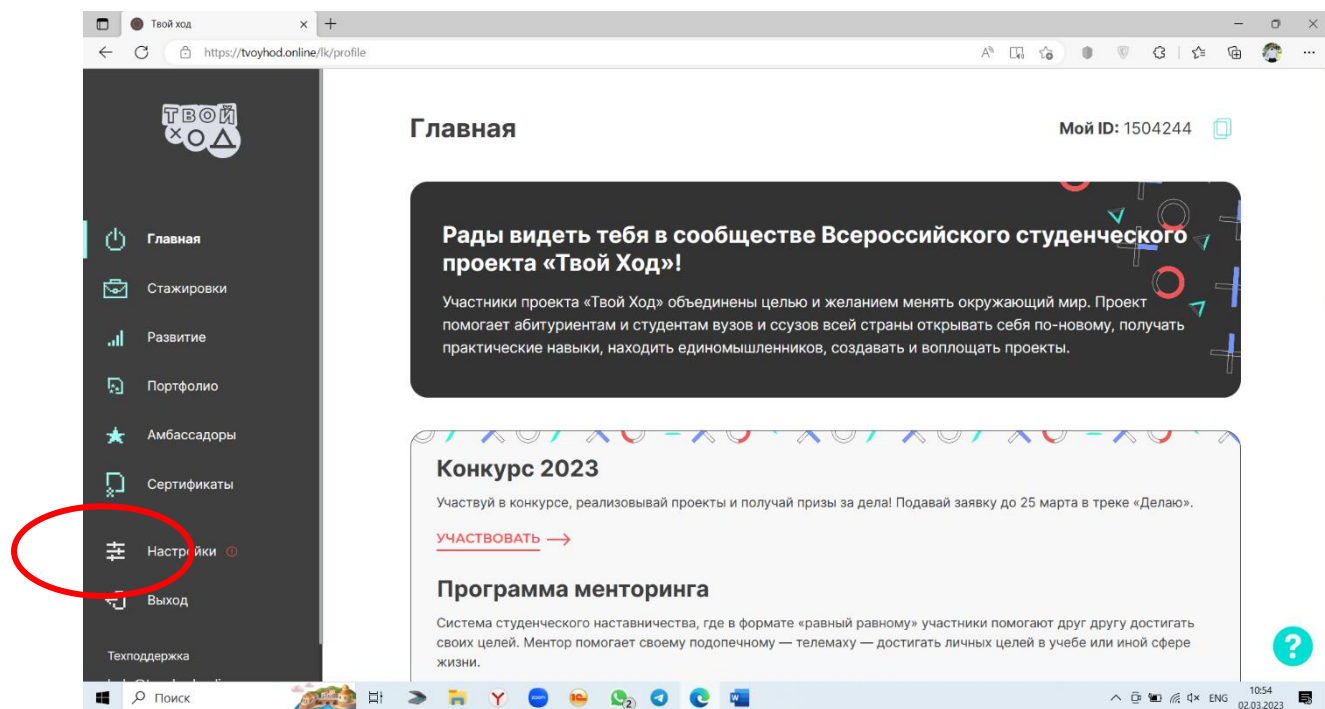 Твой ход
https://tvoyhod.online/lk/profile
ТВОЙ
ХОД
Главная
Мой ID: 1504244
Рады видеть тебя в сообществе Всероссийского студенческого
проекта «Твой Ход»!
Участники проекта «Твой Ход» объединены целью и желанием менять окружающий мир. Проект
помогает абитуриентам и студентам вузов и ссузов всей страны открывать себя по-новому, получать
практические навыки, находить единомышленников, создавать и воплощать проекты.
Главная
Стажировки
Развитие
Портфолио
Амбассадоры
Сертификаты
Настройки
Выход
Техподдержка
Конкурс 2023
Участвуй в конкурсе, реализовывай проекты и получай призы за дела! Подавай заявку до 25 марта в треке «Делаю».
УЧАСТВОВАТЬ
Программа менторинга
Система студенческого наставничества, где в формате «равный равному» участники помогают друг другу достигать
своих целей. Ментор помогает своему подопечному — телемаху — достигать личных целей в учебе или иной сфере
жизни.
?
Поиск
2
ENG
10:54
02.03.2023